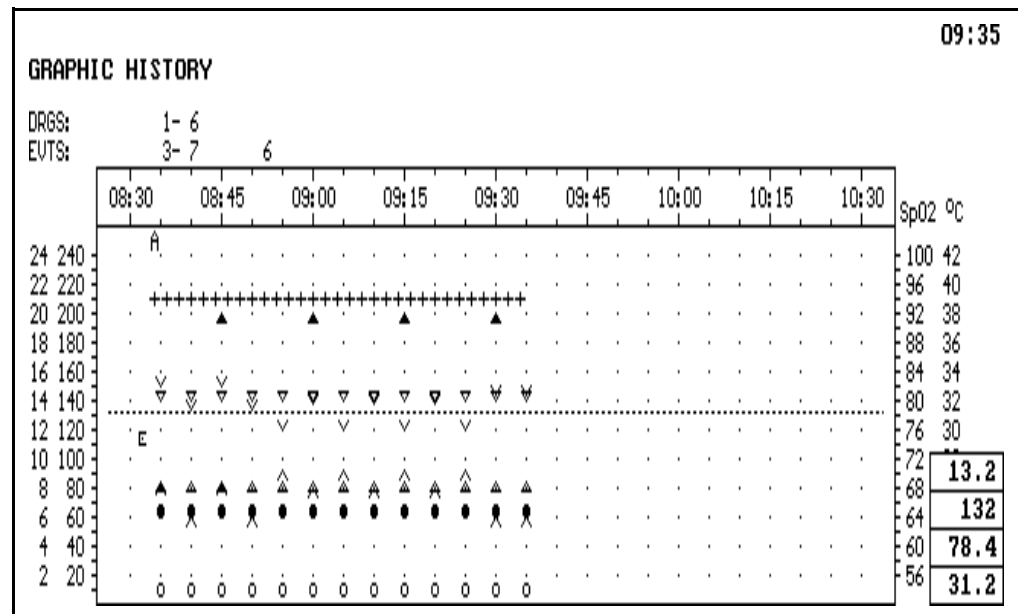 09:35
GRAPHIC HISTORY
DRGS: 1- 6
EVTS: 3- 7 6
08:30 08:45 09:00 09:15 09:30 09:45 10:00 10:15 10:30
SpO2 ºC
A
24 240 100 42
22 220 96 40
20 200 92 38
18 180 88 36
16 160 84 34
14 140 80 32
12 120 76 30
E
10 100 72
13.2
8 80 68
132
6 60 64
4 40 60
78.4
2 20 56
31.2